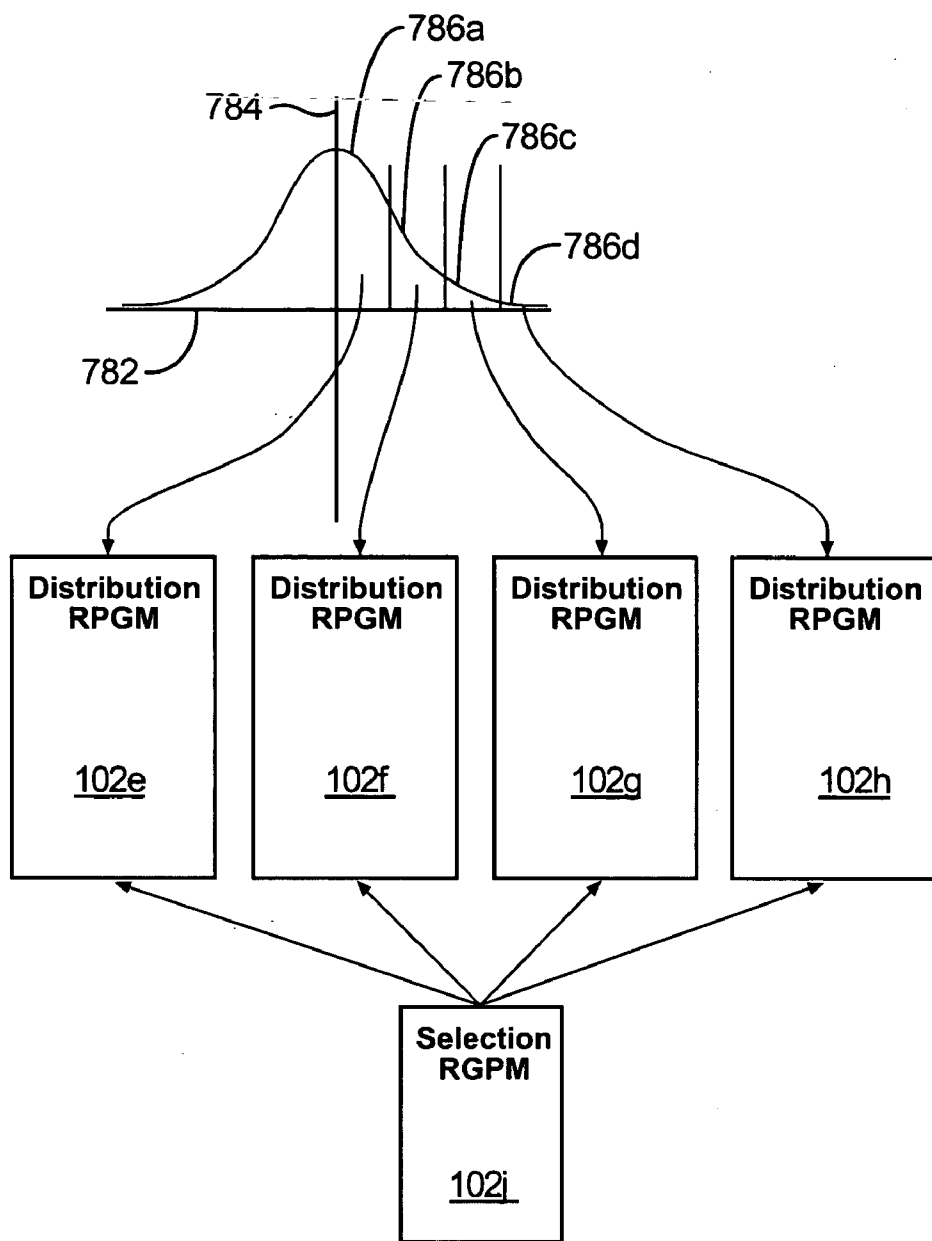 786a
786b
784
786c
786d
782
Distribution
RPGM
102e
Distribution
RPGM
102f
Distribution
RPGM
102g
Distribution
RPGM
102h
Selection
RGPM
102j